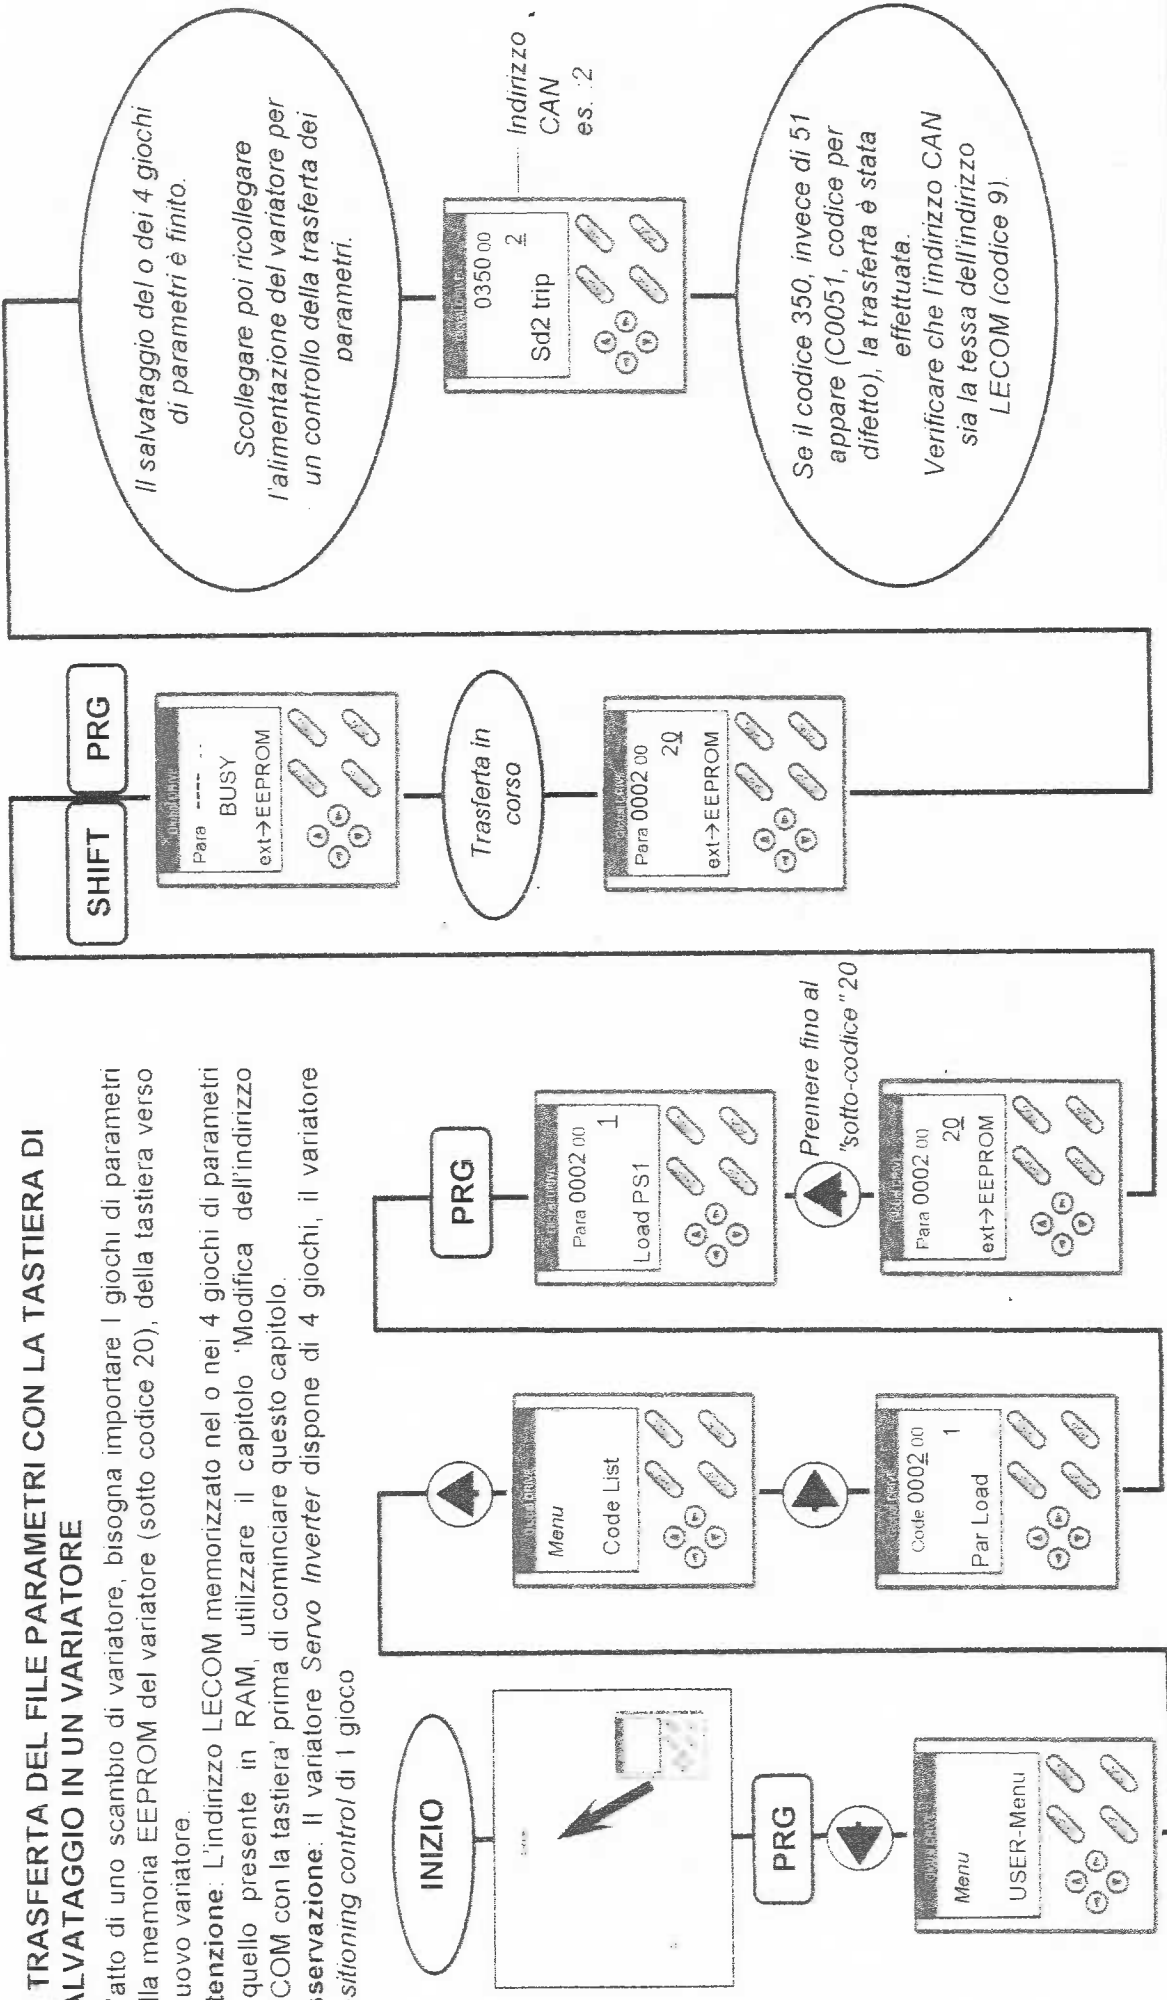 TRASFERTA DEL FILE PARAMETRI CON LA TASTIERA DI
ALVATAGGIO IN UN VARIATORE
'atto di uno scambio di variatore, bisogna importare I giochi di parametri
lla memoria EEPROM del variatore (sotto codice 20), della tastiera verso
uovo variatore.
tenzione: L'indirizzo LECOM memorizzato nel o nei 4 giochi di parametri
quello presente in RAM, utilizzare il capitolo 'Modifica dell'indirizzo
COM con la tastiera' prima di cominciare questo capitolo.
sservazione: Il variatore Servo Inverter dispone di 4 giochi, il variatore
sitioning control di 1 gioco
INIZIO
PRG
Menu
USER-Menu
Menu
Code List
Code 0002 00
1
Par Load
PRG
Para 0002 00
1
Load PS1
Premere fino al
"sotto-codice" 20
Para 0002 00
20
ext→EEPROM
SHIFT PRG
Para ---- --
BUSY
ext→EEPROM
Trasferta in
corso
Para 0002 00
20
ext→EEPROM
Il salvataggio del o dei 4 giochi
di parametri è finito.
Scollegare poi ricollegare
l'alimentazione del variatore per
un controllo della trasferta dei
parametri.
0350 00
2
Sd2 trip
Indirizzo
CAN
es. :2
Se il codice 350, invece di 51
appare (C0051, codice per
difetto), la trasferta è stata
effettuata.
Verificare che l'indirizzo CAN
sia la tessa dell'indirizzo
LECOM (codice 9).